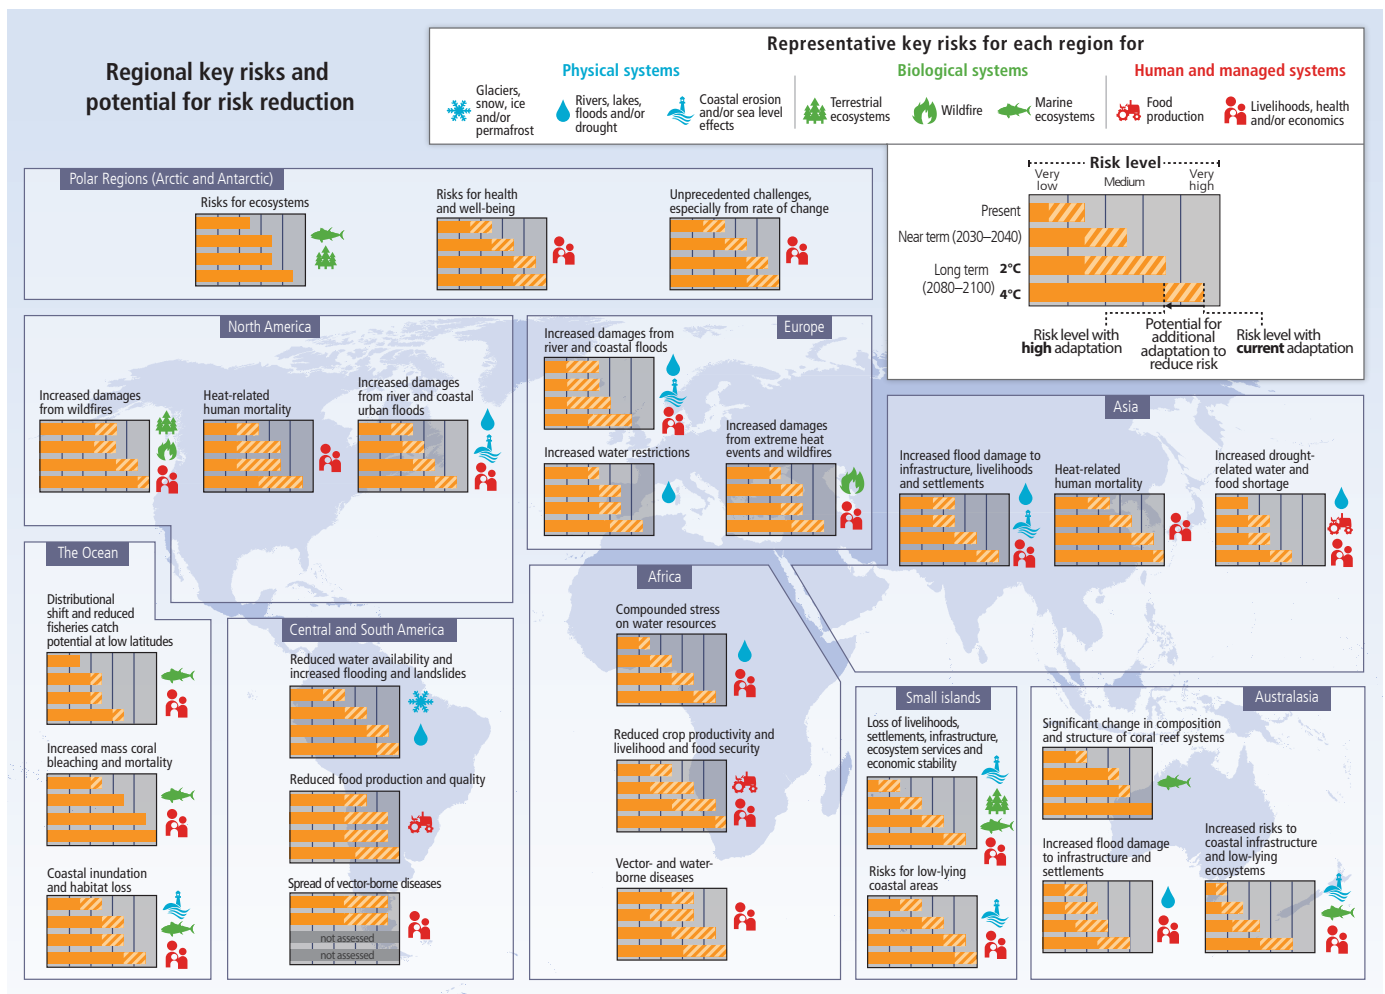 Regional key risks and
potential for risk reduction
Representative key risks for each region for
Physical systems
Biological systems
Human and managed systems
Glaciers,
snow, ice
and/or
permafrost
Rivers, lakes,
floods and/or
drought
Coastal erosion
and/or sea level
effects
Terrestrial
ecosystems
Wildfire
Marine
ecosystems
Food
production
Livelihoods, health
and/or economics
Risk level
Very
low
Medium
Very
high
Present
Near term (2030–2040)
Long term
(2080–2100)
2°C
4°C
Risk level with
high adaptation
Potential for
additional
adaptation to
reduce risk
Risk level with
current adaptation
Polar Regions (Arctic and Antarctic)
Risks for ecosystems
Risks for health
and well-being
Unprecedented challenges,
especially from rate of change
North America
Increased damages
from wildfires
Heat-related
human mortality
Increased damages
from river and coastal
urban floods
Europe
Increased damages from
river and coastal floods
Increased water restrictions
Increased damages
from extreme heat
events and wildfires
Asia
Increased flood damage to
infrastructure, livelihoods
and settlements
Heat-related
human mortality
Increased drought-
related water and
food shortage
The Ocean
Distributional
shift and reduced
fisheries catch
potential at low latitudes
Increased mass coral
bleaching and mortality
Coastal inundation
and habitat loss
Central and South America
Reduced water availability and
increased flooding and landslides
Reduced food production and quality
Spread of vector-borne diseases
not assessed
not assessed
Africa
Compounded stress
on water resources
Reduced crop productivity and
livelihood and food security
Vector- and water-
borne diseases
Small islands
Loss of livelihoods,
settlements, infrastructure,
ecosystem services and
economic stability
Risks for low-lying
coastal areas
Australasia
Significant change in composition
and structure of coral reef systems
Increased flood damage
to infrastructure and
settlements
Increased risks to
coastal infrastructure
and low-lying
ecosystems